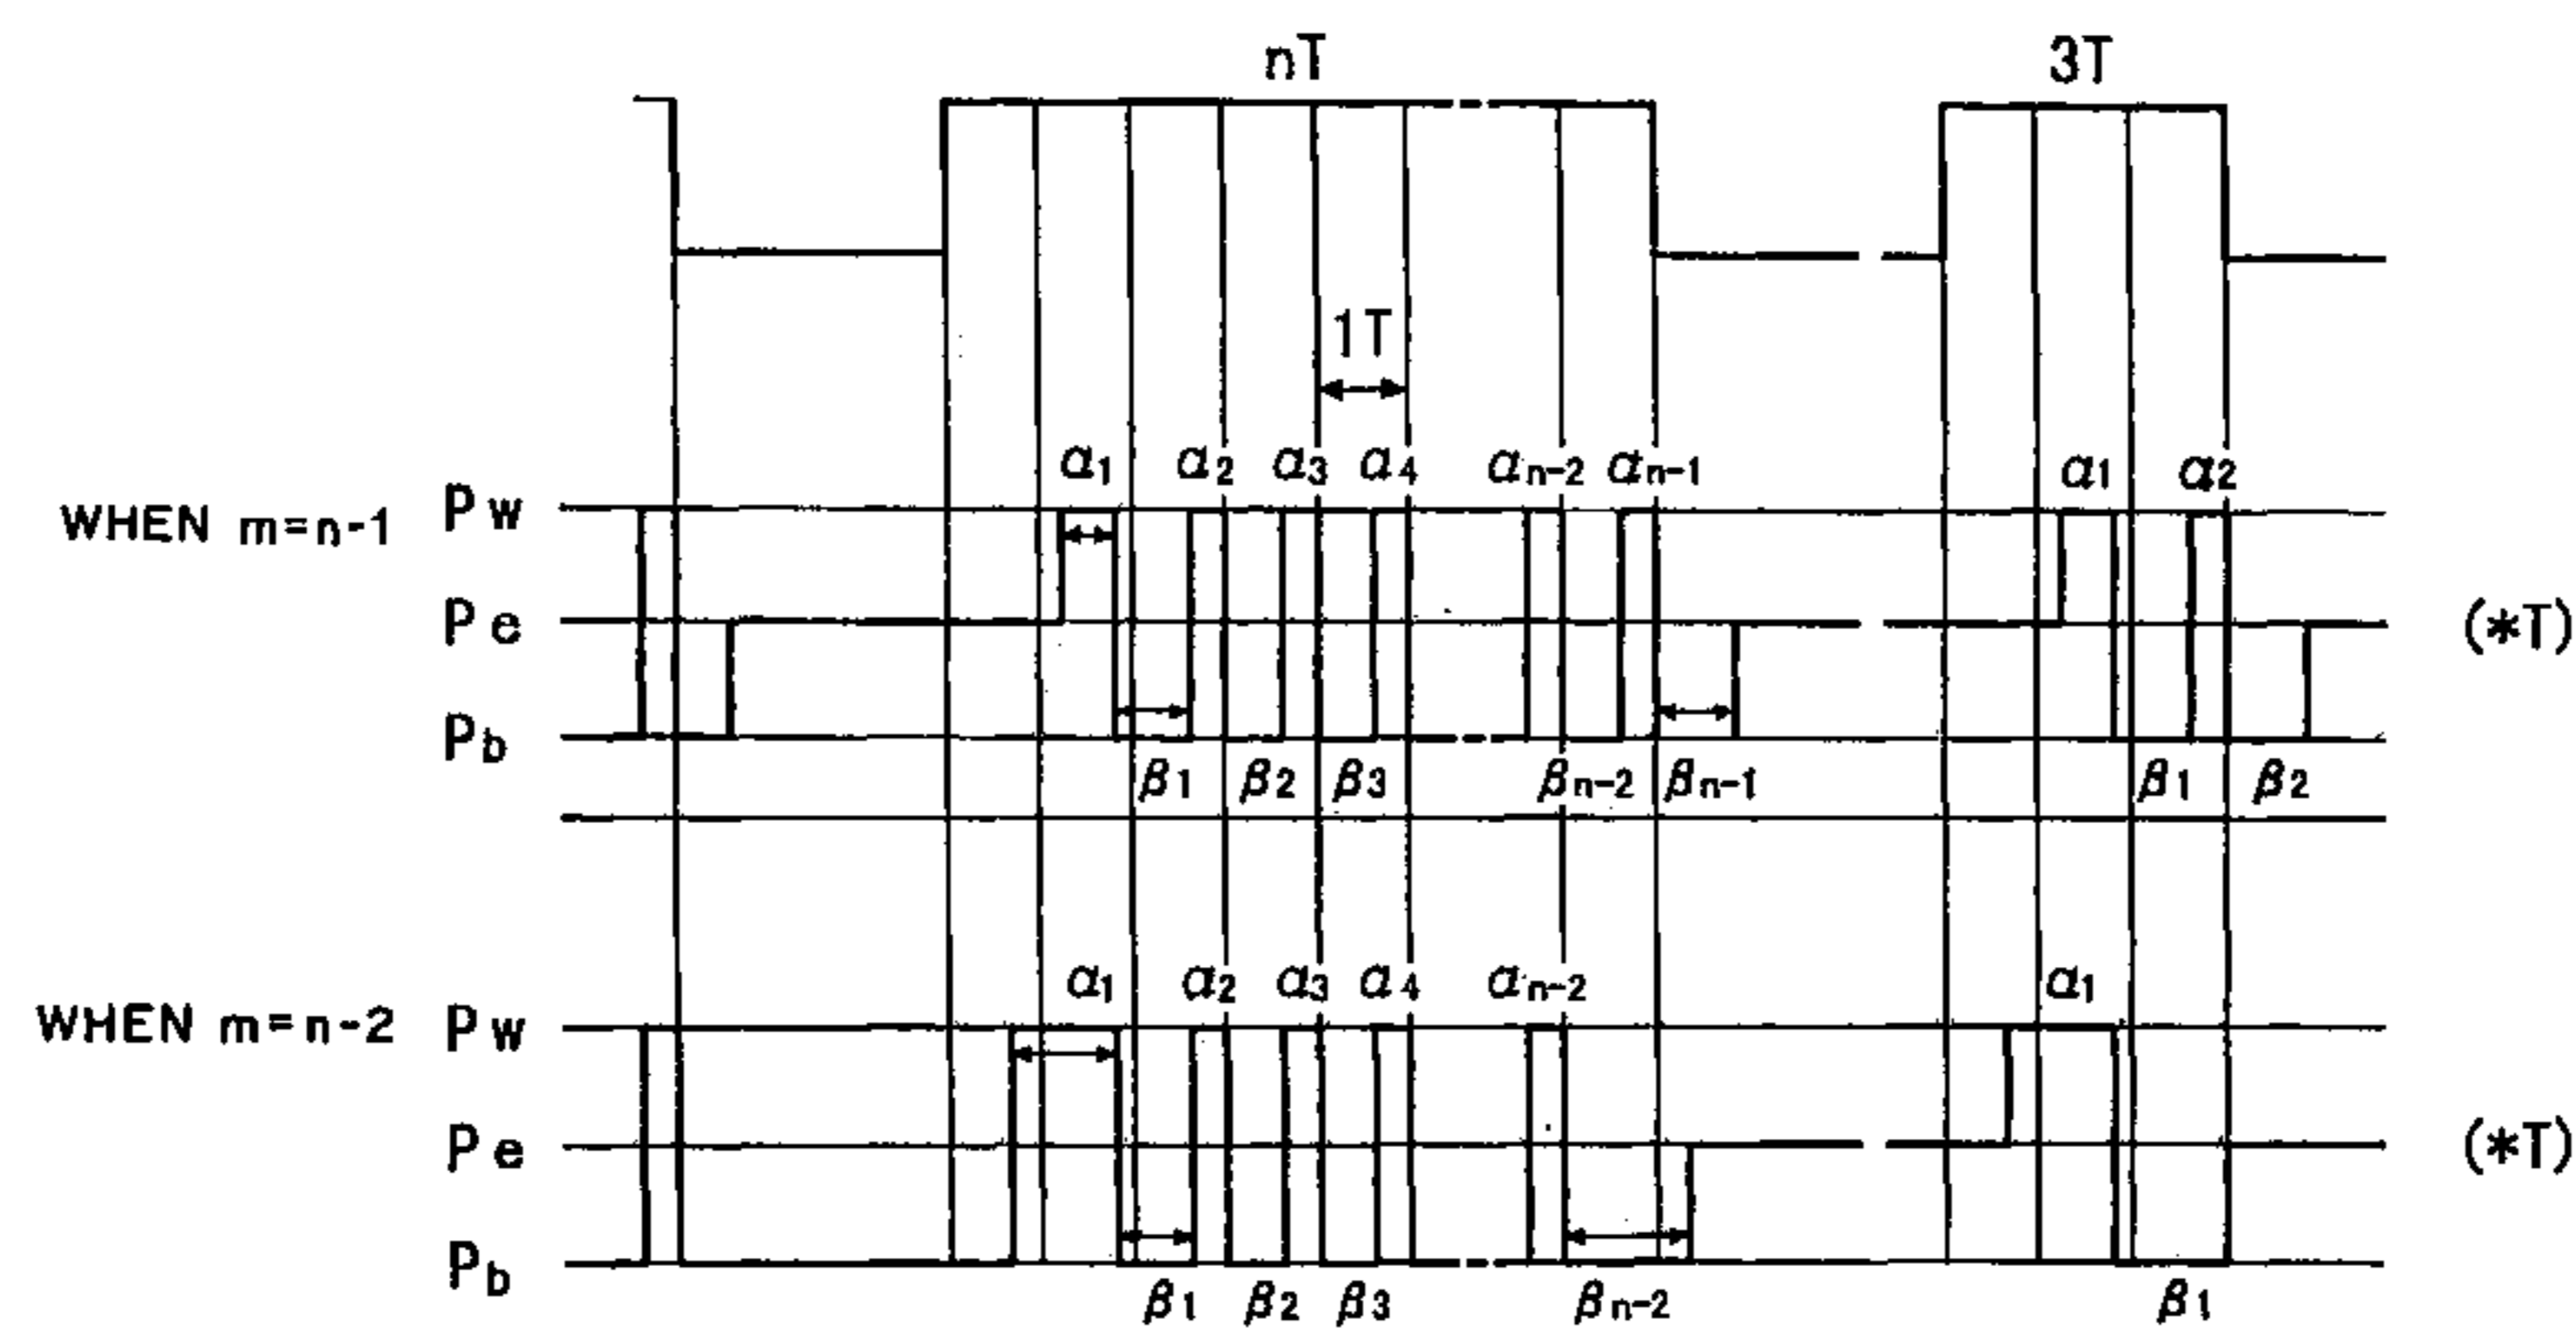 nT 3T
1T
α1 α2 α3 α4 αn-2 αn-1 α1 α2
WHEN m=n-1 Pw
Pe (*T)
Pb
β1 β2 β3 βn-2 βn-1 β1 β2
α1 α2 α3 α4 αn-2 α1
WHEN m=n-2 Pw
Pe (*T)
Pb
β1 β2 β3 βn-2 β1